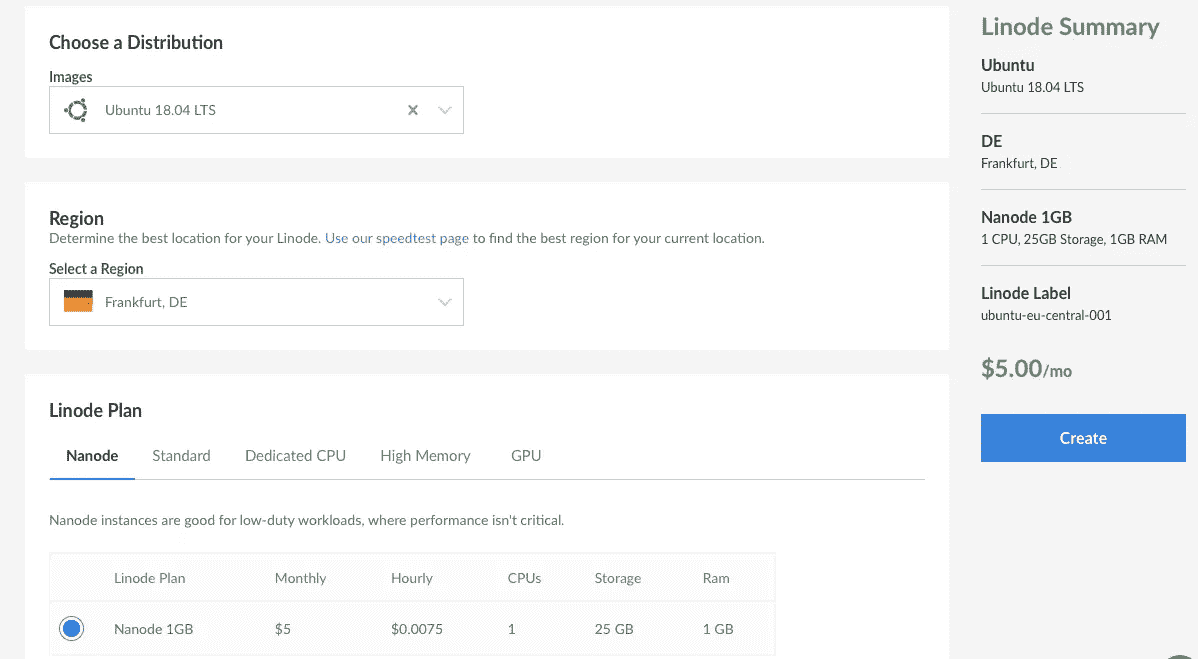 Choose a Distribution
Images
Ubuntu 18.04 LTS
Region
Determine the best location for your Linode. Use our speedtest page to find the best region for your current location.
Select a Region
Frankfurt, DE
Linode Plan
Nanode Standard Dedicated CPU High Memory GPU
Nanode instances are good for low-duty workloads, where performance isn't critical.
Linode Plan Monthly Hourly CPUs Storage Ram
Nanode 1GB $5 $0.0075 1 25 GB 1 GB
Linode Summary
Ubuntu
Ubuntu 18.04 LTS
DE
Frankfurt, DE
Nanode 1GB
1 CPU, 25GB Storage, 1GB RAM
Linode Label
ubuntu-eu-central-001
$5.00/mo
Create